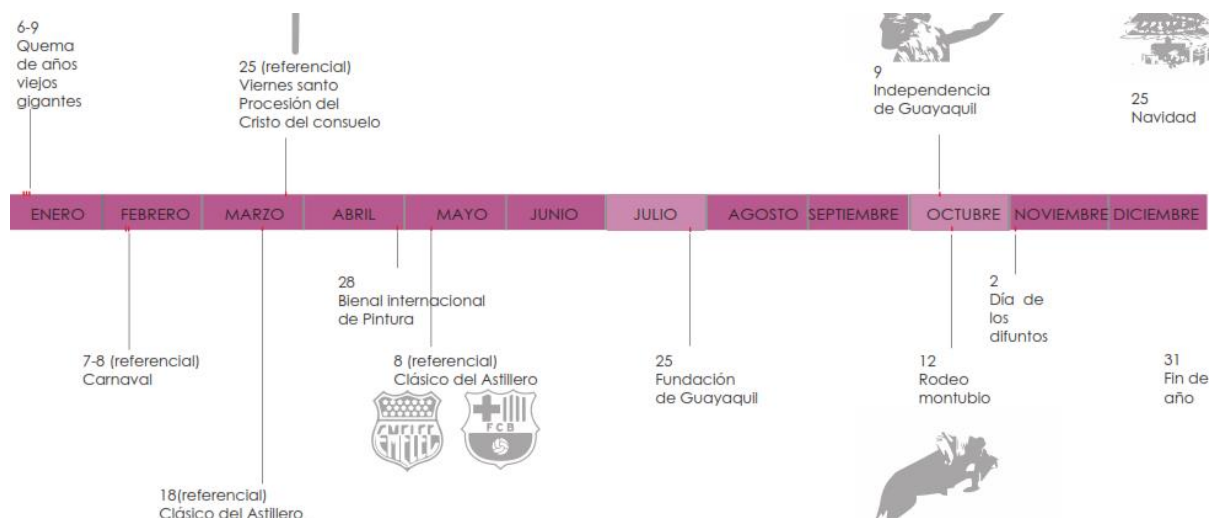 6-9
Quema
de años
viejos
gigantes
25 (referencial)
Viernes santo
Procesión del
Cristo del consuelo
9
Independencia
de Guayaquil
25
Navidad
ENERO
FEBRERO
MARZO
ABRIL
MAYO
JUNIO
JULIO
AGOSTO
SEPTIEMBRE
OCTUBRE
NOVIEMBRE
DICIEMBRE
28
Bienal internacional
de Pintura
2
Día de
los
difuntos
7-8 (referencial)
Carnaval
8 (referencial)
Clásico del Astillero
25
Fundación
de Guayaquil
12
Rodeo
montubio
31
Fin de
año
EMELEC
FCB
18(referencial)
Clásico del Astillero